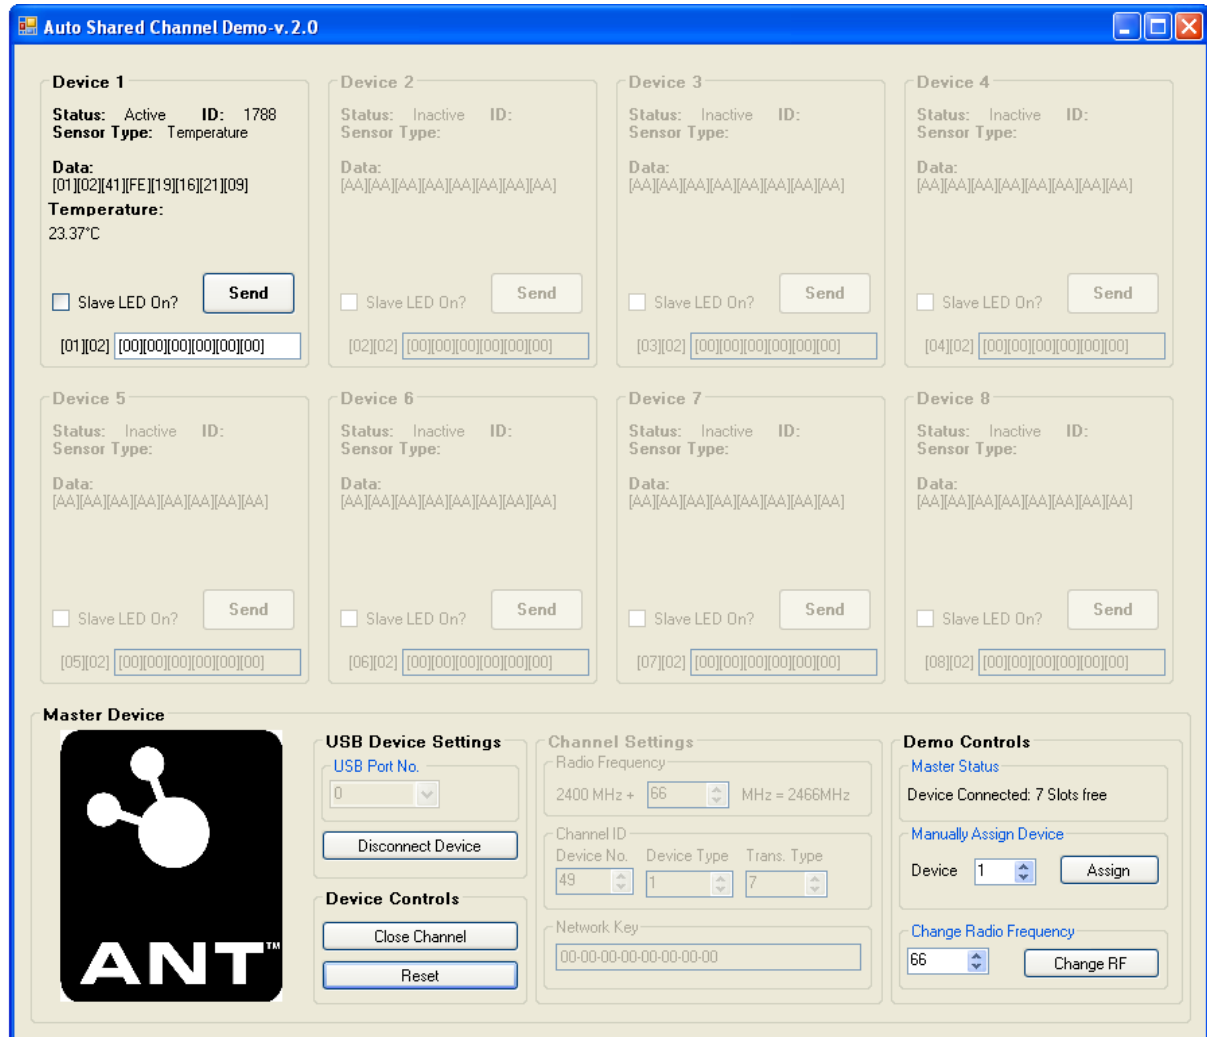 Auto Shared Channel Demo-v.2.0
Device 1
Status: Active ID: 1788
Sensor Type: Temperature
Data:
[01][02][41][FE][19][16][21][09]
Temperature:
23.37°C
Slave LED On? Send
[01][02] [00][00][00][00][00][00]
Device 2
Status: Inactive ID:
Sensor Type:
Data:
[AA][AA][AA][AA][AA][AA][AA][AA]
Slave LED On? Send
[02][02] [00][00][00][00][00][00]
Device 3
Status: Inactive ID:
Sensor Type:
Data:
[AA][AA][AA][AA][AA][AA][AA][AA]
Slave LED On? Send
[03][02] [00][00][00][00][00][00]
Device 4
Status: Inactive ID:
Sensor Type:
Data:
[AA][AA][AA][AA][AA][AA][AA][AA]
Slave LED On? Send
[04][02] [00][00][00][00][00][00]
Device 5
Status: Inactive ID:
Sensor Type:
Data:
[AA][AA][AA][AA][AA][AA][AA][AA]
Slave LED On? Send
[05][02] [00][00][00][00][00][00]
Device 6
Status: Inactive ID:
Sensor Type:
Data:
[AA][AA][AA][AA][AA][AA][AA][AA]
Slave LED On? Send
[06][02] [00][00][00][00][00][00]
Device 7
Status: Inactive ID:
Sensor Type:
Data:
[AA][AA][AA][AA][AA][AA][AA][AA]
Slave LED On? Send
[07][02] [00][00][00][00][00][00]
Device 8
Status: Inactive ID:
Sensor Type:
Data:
[AA][AA][AA][AA][AA][AA][AA][AA]
Slave LED On? Send
[08][02] [00][00][00][00][00][00]
Master Device
ANT™
USB Device Settings
USB Port No.
0
Disconnect Device
Device Controls
Close Channel
Reset
Channel Settings
Radio Frequency
2400 MHz + 66 MHz = 2466MHz
Channel ID
Device No. Device Type Trans. Type
49 1 7
Network Key
00-00-00-00-00-00-00-00
Demo Controls
Master Status
Device Connected: 7 Slots free
Manually Assign Device
Device 1 Assign
Change Radio Frequency
66 Change RF